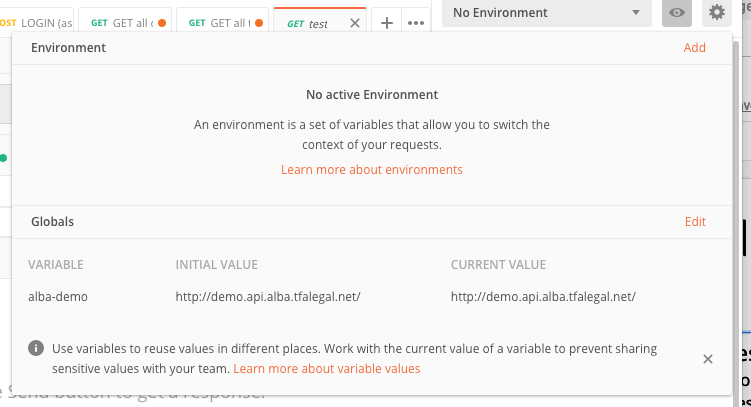 OST LOGIN (as
GET GET all
GET GET all
GET test
No Environment
Environment
Add
No active Environment
An environment is a set of variables that allow you to switch the
context of your requests.
Learn more about environments
Globals
Edit
VARIABLE INITIAL VALUE CURRENT VALUE
alba-demo http://demo.api.alba.tfalegal.net/ http://demo.api.alba.tfalegal.net/
Use variables to reuse values in different places. Work with the current value of a variable to prevent sharing
sensitive values with your team. Learn more about variable values
Send button to get a response.